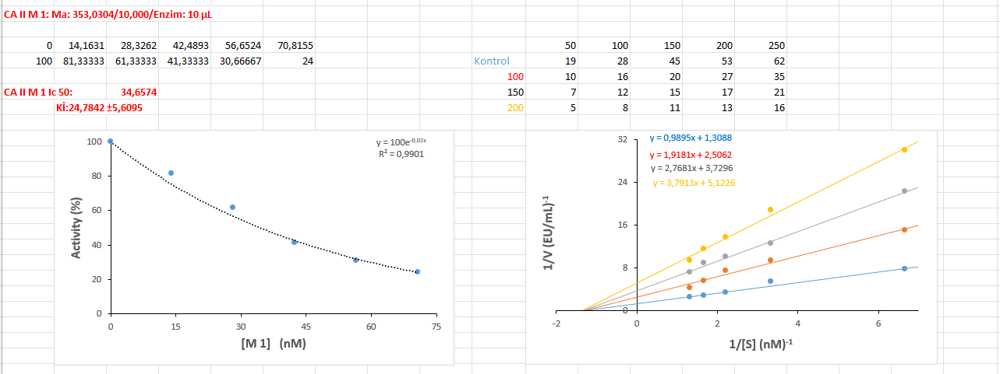 CA II M 1: Ma: 353,0304/10,000/Enzim: 10 µL
0 14,1631 28,3262 42,4893 56,6524 70,8155
100 81,33333 61,33333 41,33333 30,66667 24
CA II M 1 Ic 50: 34,6574
Kİ:24,7842 ±5,6095
50 100 150 200 250
Kontrol 19 28 45 53 62
100 10 16 20 27 35
150 7 12 15 17 21
200 5 8 11 13 16
y = 100e^-0,02x
R² = 0,9901
100
80
60
40
20
0
0 15 30 45 60 75
Activity (%)
[M 1] (nM)
y = 0,9895x + 1,3088
y = 1,9181x + 2,5062
y = 2,7681x + 3,7296
y = 3,7913x + 5,1226
32
24
16
8
0
-2 0 2 4 6
1/V (EU/mL)⁻¹
1/[S] (nM)⁻¹